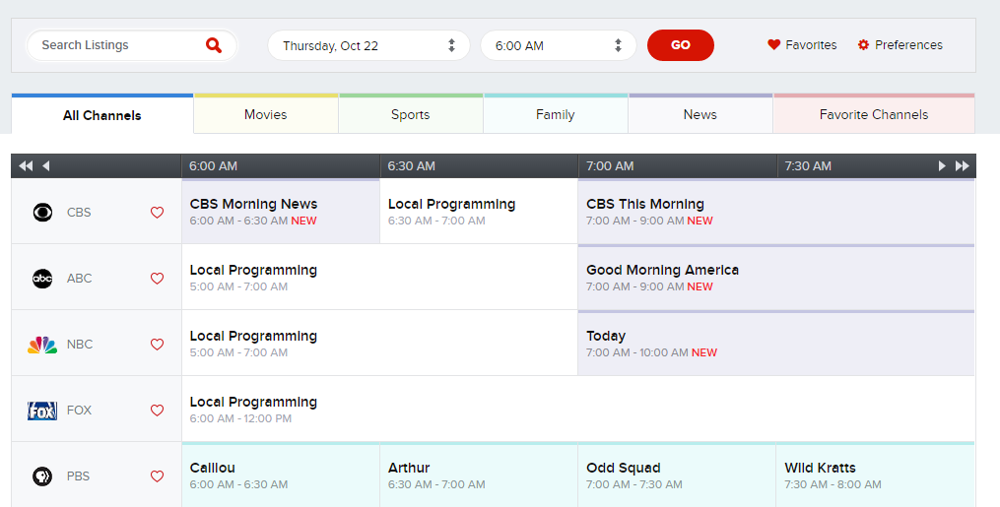 Search Listings
Thursday, Oct 22
6:00 AM
GO
Favorites
Preferences
All Channels
Movies
Sports
Family
News
Favorite Channels
6:00 AM
6:30 AM
7:00 AM
7:30 AM
CBS
CBS Morning News
6:00 AM - 6:30 AM NEW
Local Programming
6:30 AM - 7:00 AM
CBS This Morning
7:00 AM - 9:00 AM NEW
abc
ABC
Local Programming
5:00 AM - 7:00 AM
Good Morning America
7:00 AM - 9:00 AM NEW
NBC
Local Programming
5:00 AM - 7:00 AM
Today
7:00 AM - 10:00 AM NEW
FOX
FOX
Local Programming
6:00 AM - 12:00 PM
PBS
Caillou
6:00 AM - 6:30 AM
Arthur
6:30 AM - 7:00 AM
Odd Squad
7:00 AM - 7:30 AM
Wild Kratts
7:30 AM - 8:00 AM